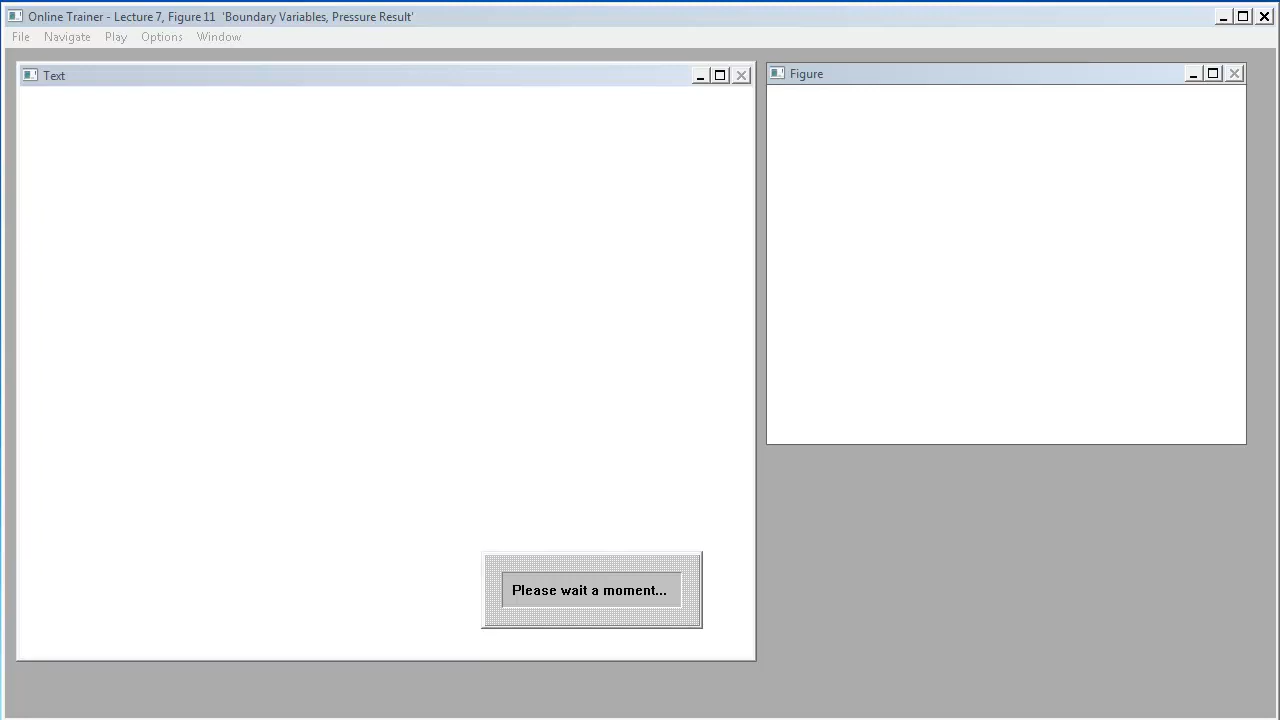 Online Trainer - Lecture 7, Figure 11  'Boundary Variables, Pressure Result'
File Navigate Play Options Window
Text
Figure
Please wait a moment...